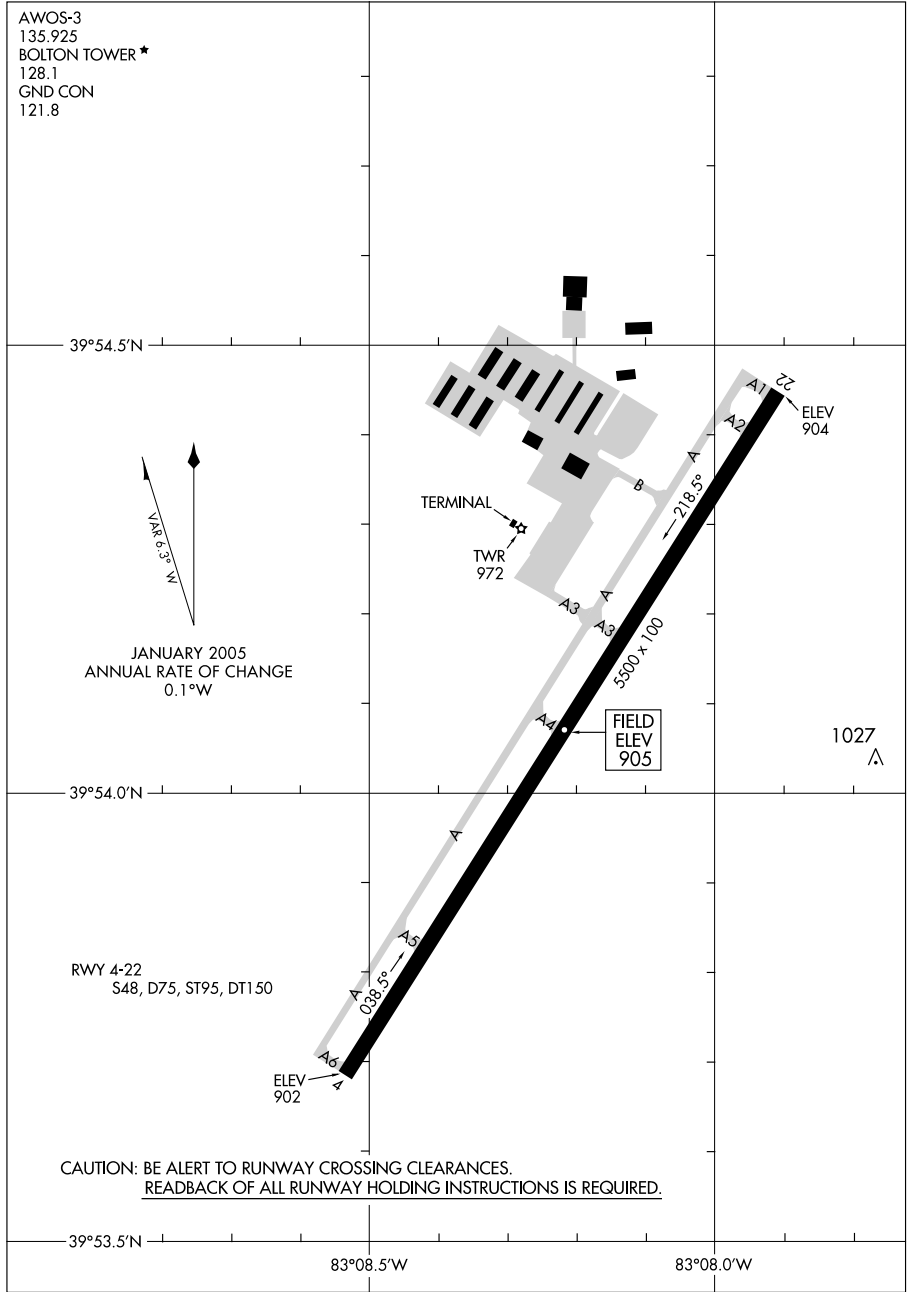 AWOS-3
135.925
BOLTON TOWER ★
128.1
GND CON
121.8
39°54.5'N
A1
22
A2
ELEV
904
A
218.5°
B
TERMINAL
TWR
972
VAR 6.3° W
A
A3
A3
5500 x 100
JANUARY 2005
ANNUAL RATE OF CHANGE
0.1°W
A4
FIELD
ELEV
905
1027
39°54.0'N
A
A5
RWY 4-22
S48, D75, ST95, DT150
038.5°
A
A6
4
ELEV
902
CAUTION: BE ALERT TO RUNWAY CROSSING CLEARANCES.
READBACK OF ALL RUNWAY HOLDING INSTRUCTIONS IS REQUIRED.
39°53.5'N
83°08.5'W
83°08.0'W